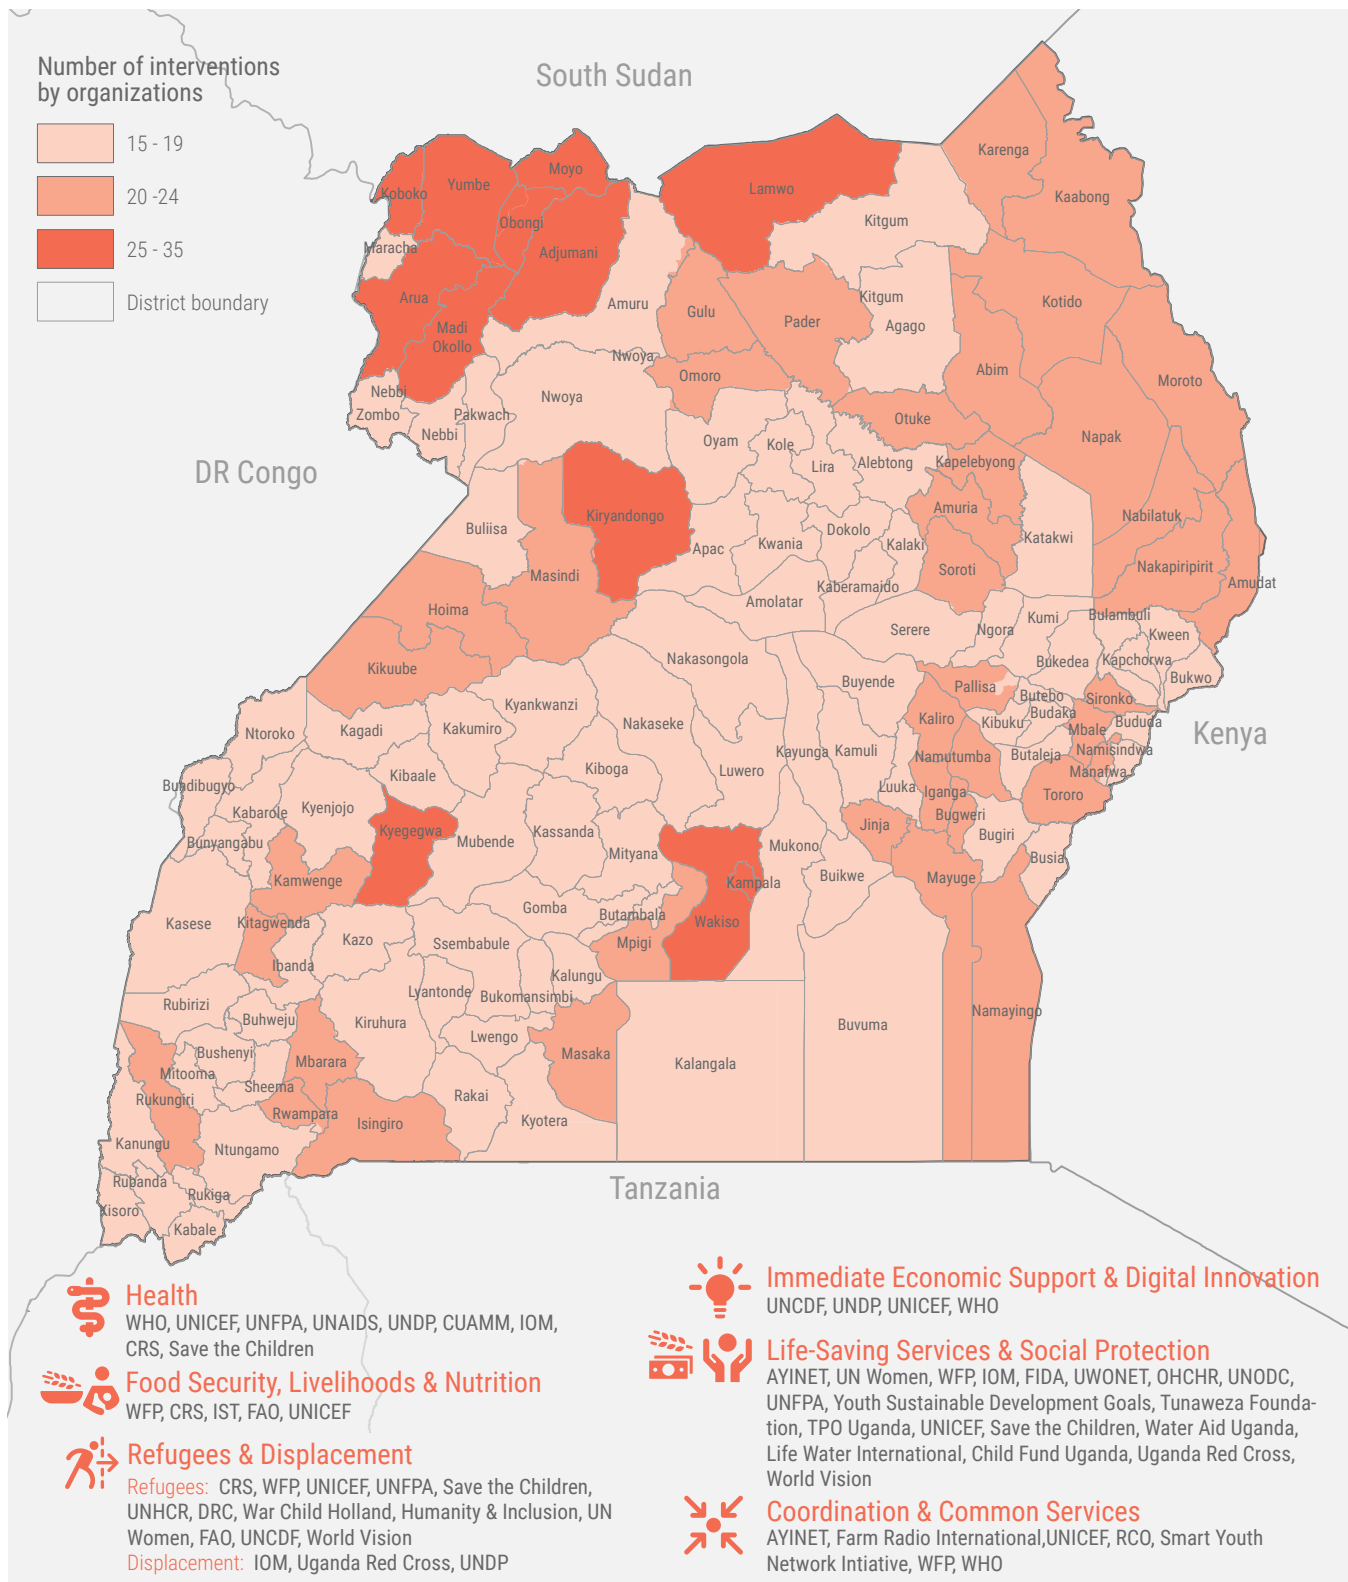 Number of interventions
by organizations
15 - 19
20 -24
25 - 35
District boundary
South Sudan
DR Congo
Kenya
Tanzania
Karenga
Kaabong
Moyo
Yumbe
Koboko
Lamwo
Obongi
Kitgum
Maracha
Adjumani
Arua
Amuru
Kitgum
Kotido
Gulu
Pader
Agago
Madi
Okollo
Nwoya
Abim
Omoro
Moroto
Nebbi
Nwoya
Zombo
Pakwach
Otuke
Nebbi
Napak
Oyam
Kole
Lira
Alebtong
Kapelebyong
Kiryandongo
Amuria
Nabilatuk
Buliisa
Dokolo
Katakwi
Apac
Kwania
Kalaki
Masindi
Soroti
Nakapiripirit
Amudat
Kaberamaido
Amolatar
Hoima
Bulambuli
Kumi
Serere
Ngora
Kween
Nakasongola
Bukedea
Kapchorwa
Kikuube
Bukwo
Buyende
Pallisa
Butebo
Sironko
Kyankwanzi
Budaka
Kaliro
Kibuku
Bududa
Nakaseke
Kagadi
Kakumiro
Mbale
Ntoroko
Kayunga
Kamuli
Namutumba
Butaleja
Namisindwa
Kiboga
Luwero
Manafwa
Kibaale
Bundibugyo
Luuka
Iganga
Tororo
Kabarole
Kyenjojo
Bugweri
Jinja
Kyegegwa
Kassanda
Bugiri
Bunyangabu
Mubende
Mityana
Mukono
Busia
Kamwenge
Kampala
Buikwe
Mayuge
Gomba
Butambala
Kasese
Kitagwenda
Wakiso
Kazo
Ssembabule
Mpigi
Ibanda
Kalungu
Lyantonde
Bukomansimbi
Rubirizi
Namayingo
Buhweju
Kiruhura
Buvuma
Lwengo
Bushenyi
Masaka
Mbarara
Kalangala
Mitooma
Sheema
Rakai
Rukungiri
Rwampara
Isingiro
Kyotera
Kanungu
Ntungamo
Rubanda
Rukiga
Kisoro
Kabale
Health
WHO, UNICEF, UNFPA, UNAIDS, UNDP, CUAMM, IOM,
CRS, Save the Children
Food Security, Livelihoods & Nutrition
WFP, CRS, IST, FAO, UNICEF
Refugees & Displacement
Refugees: CRS, WFP, UNICEF, UNFPA, Save the Children,
UNHCR, DRC, War Child Holland, Humanity & Inclusion, UN
Women, FAO, UNCDF, World Vision
Displacement: IOM, Uganda Red Cross, UNDP
Immediate Economic Support & Digital Innovation
UNCDF, UNDP, UNICEF, WHO
Life-Saving Services & Social Protection
AYINET, UN Women, WFP, IOM, FIDA, UWONET, OHCHR, UNODC,
UNFPA, Youth Sustainable Development Goals, Tunaweza Founda-
tion, TPO Uganda, UNICEF, Save the Children, Water Aid Uganda,
Life Water International, Child Fund Uganda, Uganda Red Cross,
World Vision
Coordination & Common Services
AYINET, Farm Radio International,UNICEF, RCO, Smart Youth
Network Intiative, WFP, WHO